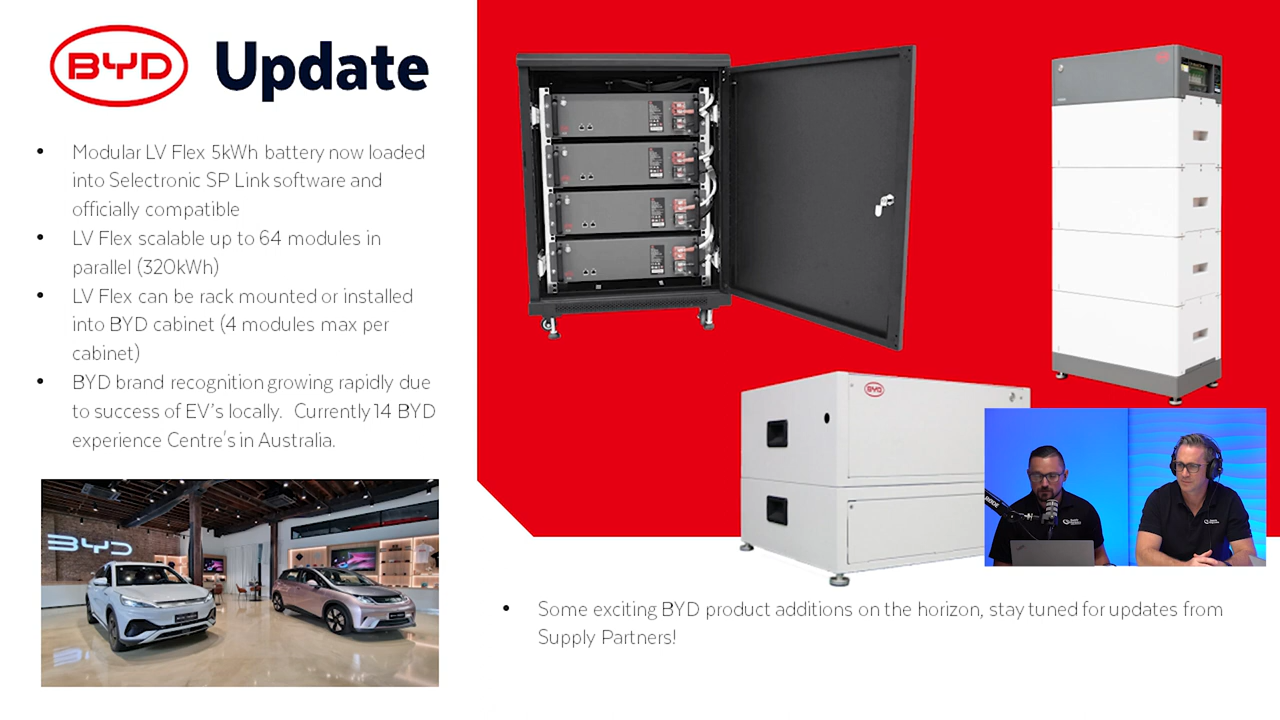 BYD Update
• Modular LV Flex 5kWh battery now loaded
into Selectronic SP Link software and
officially compatible
• LV Flex scalable up to 64 modules in
parallel (320kWh)
• LV Flex can be rack mounted or installed
into BYD cabinet (4 modules max per
cabinet)
• BYD brand recognition growing rapidly due
to success of EV's locally. Currently 14 BYD
experience Centre's in Australia.
BYD
BYD
BYD
RODE
• Some exciting BYD product additions on the horizon, stay tuned for updates from
Supply Partners!